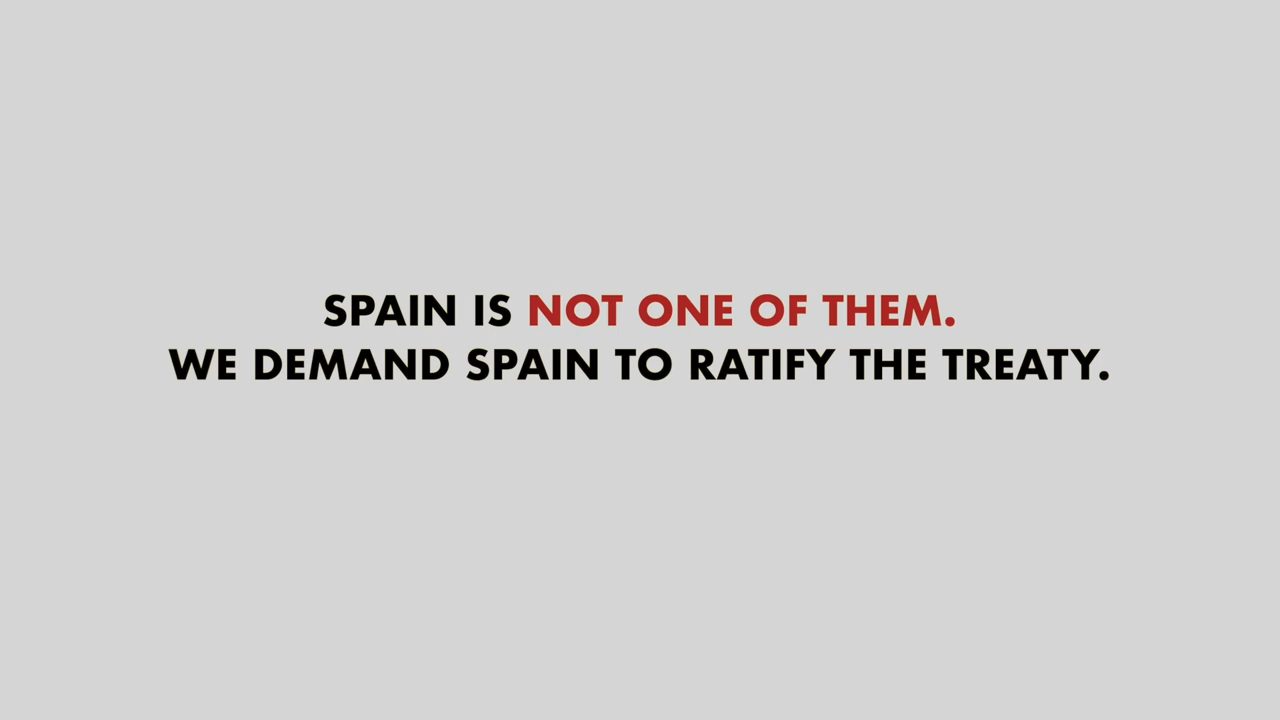 SPAIN IS NOT ONE OF THEM.
WE DEMAND SPAIN TO RATIFY THE TREATY.